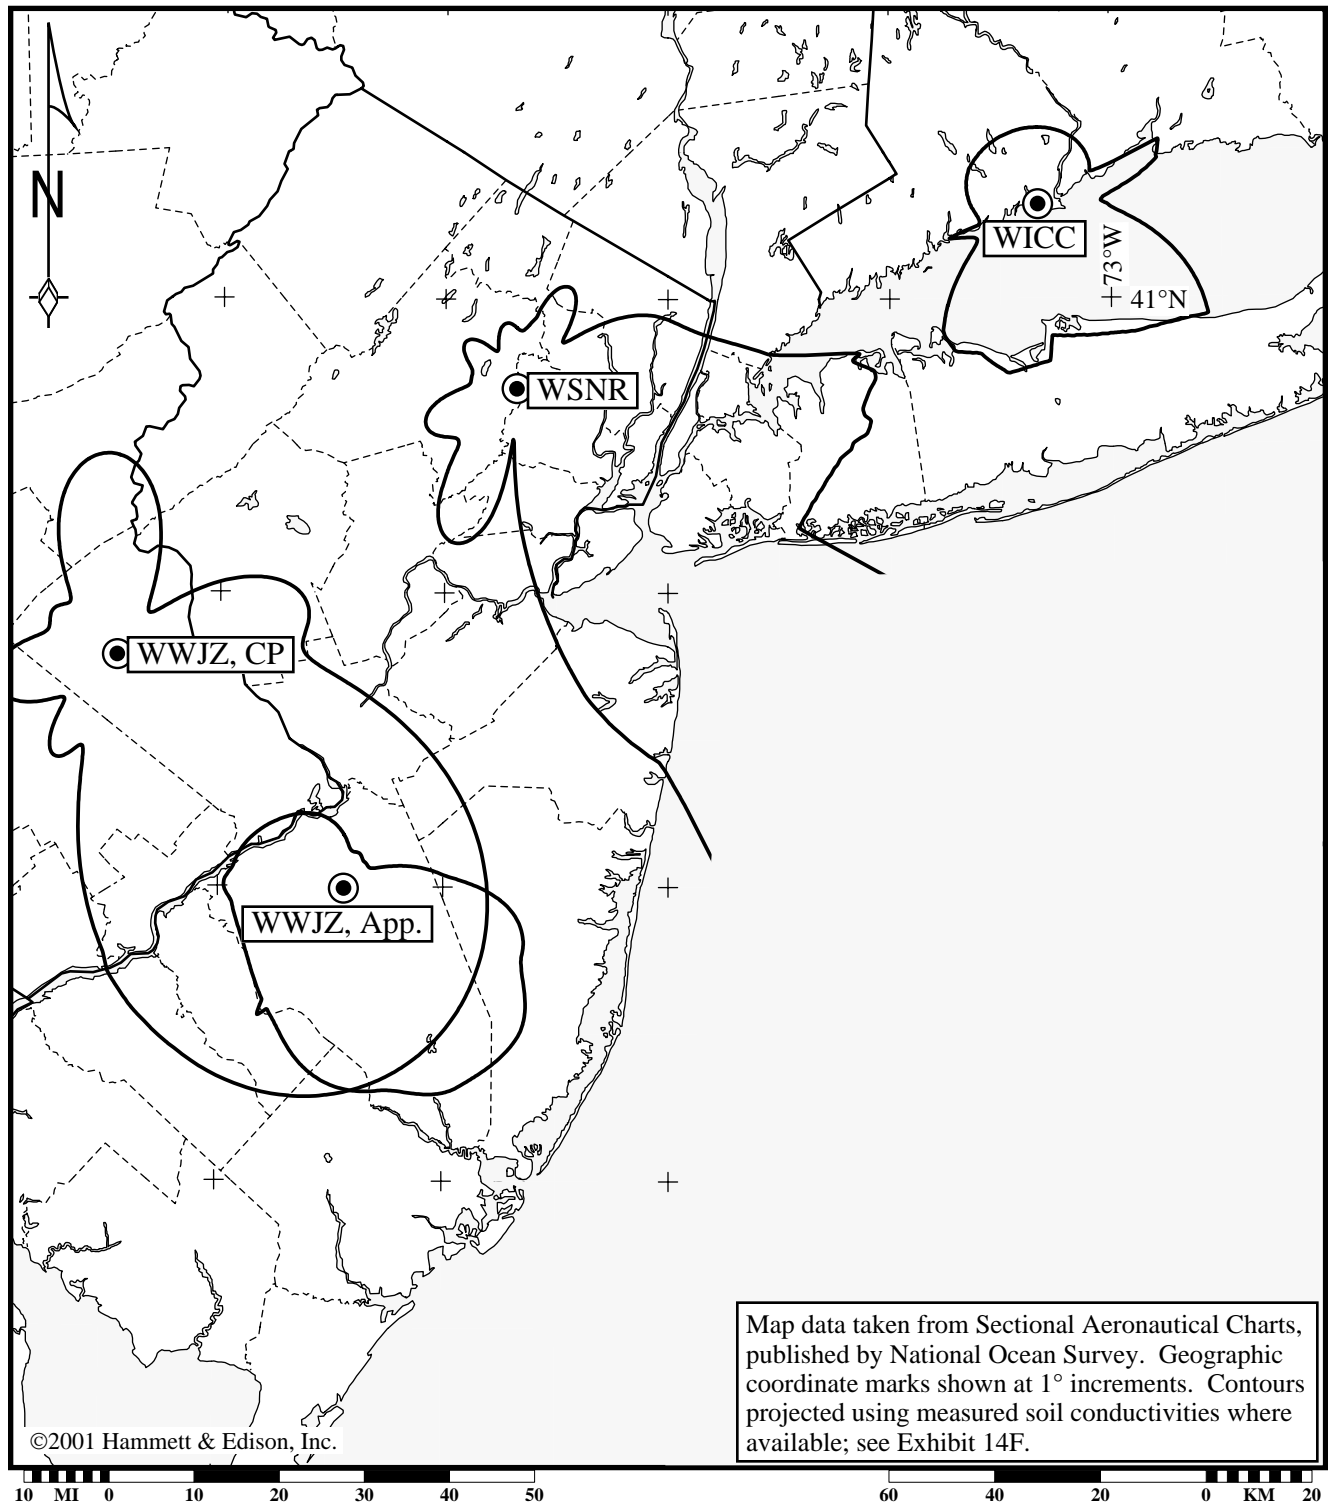 N
WICC
73°W
41°N
WSNR
WWJZ, CP
WWJZ, App.
Map data taken from Sectional Aeronautical Charts,
published by National Ocean Survey. Geographic
coordinate marks shown at 1° increments. Contours
projected using measured soil conductivities where
available; see Exhibit 14F.
©2001 Hammett & Edison, Inc.
10 MI 0 10 20 30 40 50
60 40 20 0 KM 20